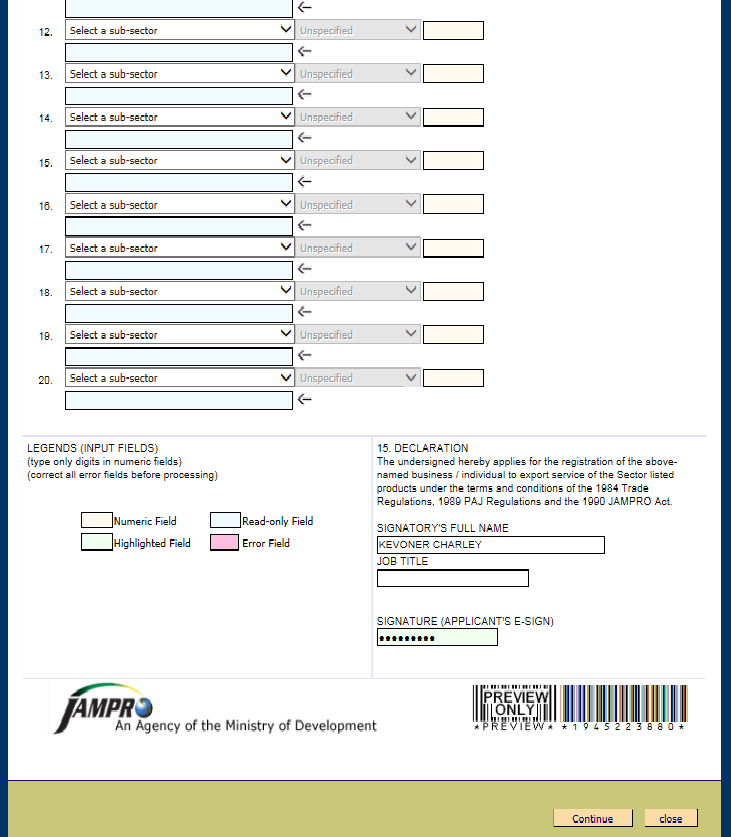 12. Select a sub-sector Unspecified
13. Select a sub-sector Unspecified
14. Select a sub-sector Unspecified
15. Select a sub-sector Unspecified
16. Select a sub-sector Unspecified
17. Select a sub-sector Unspecified
18. Select a sub-sector Unspecified
19. Select a sub-sector Unspecified
20. Select a sub-sector Unspecified
LEGENDS (INPUT FIELDS)
(type only digits in numeric fields)
(correct all error fields before processing)
Numeric Field Read-only Field
Highlighted Field Error Field
15. DECLARATION
The undersigned hereby applies for the registration of the above-
named business / individual to export service of the Sector listed
products under the terms and conditions of the 1984 Trade
Regulations, 1989 PAJ Regulations and the 1990 JAMPRO Act.
SIGNATORY'S FULL NAME
KEVONER CHARLEY
JOB TITLE
SIGNATURE (APPLICANT'S E-SIGN)
•••••••••
JAMPRO
An Agency of the Ministry of Development
PREVIEW
ONLY
*PREVIEW* *1945223880*
Continue close